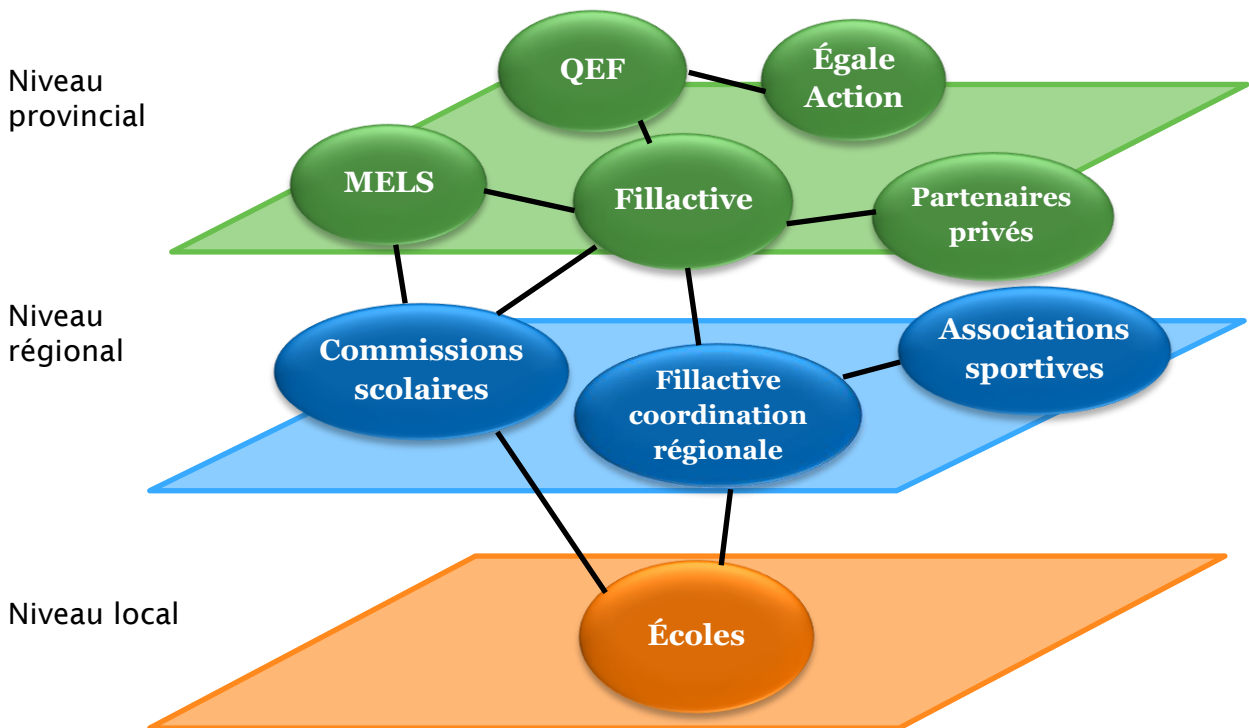 Niveau
provincial
QEF
Égale
Action
MELS
Fillactive
Partenaires
privés
Niveau
régional
Commissions
scolaires
Fillactive
coordination
régionale
Associations
sportives
Niveau local
Écoles